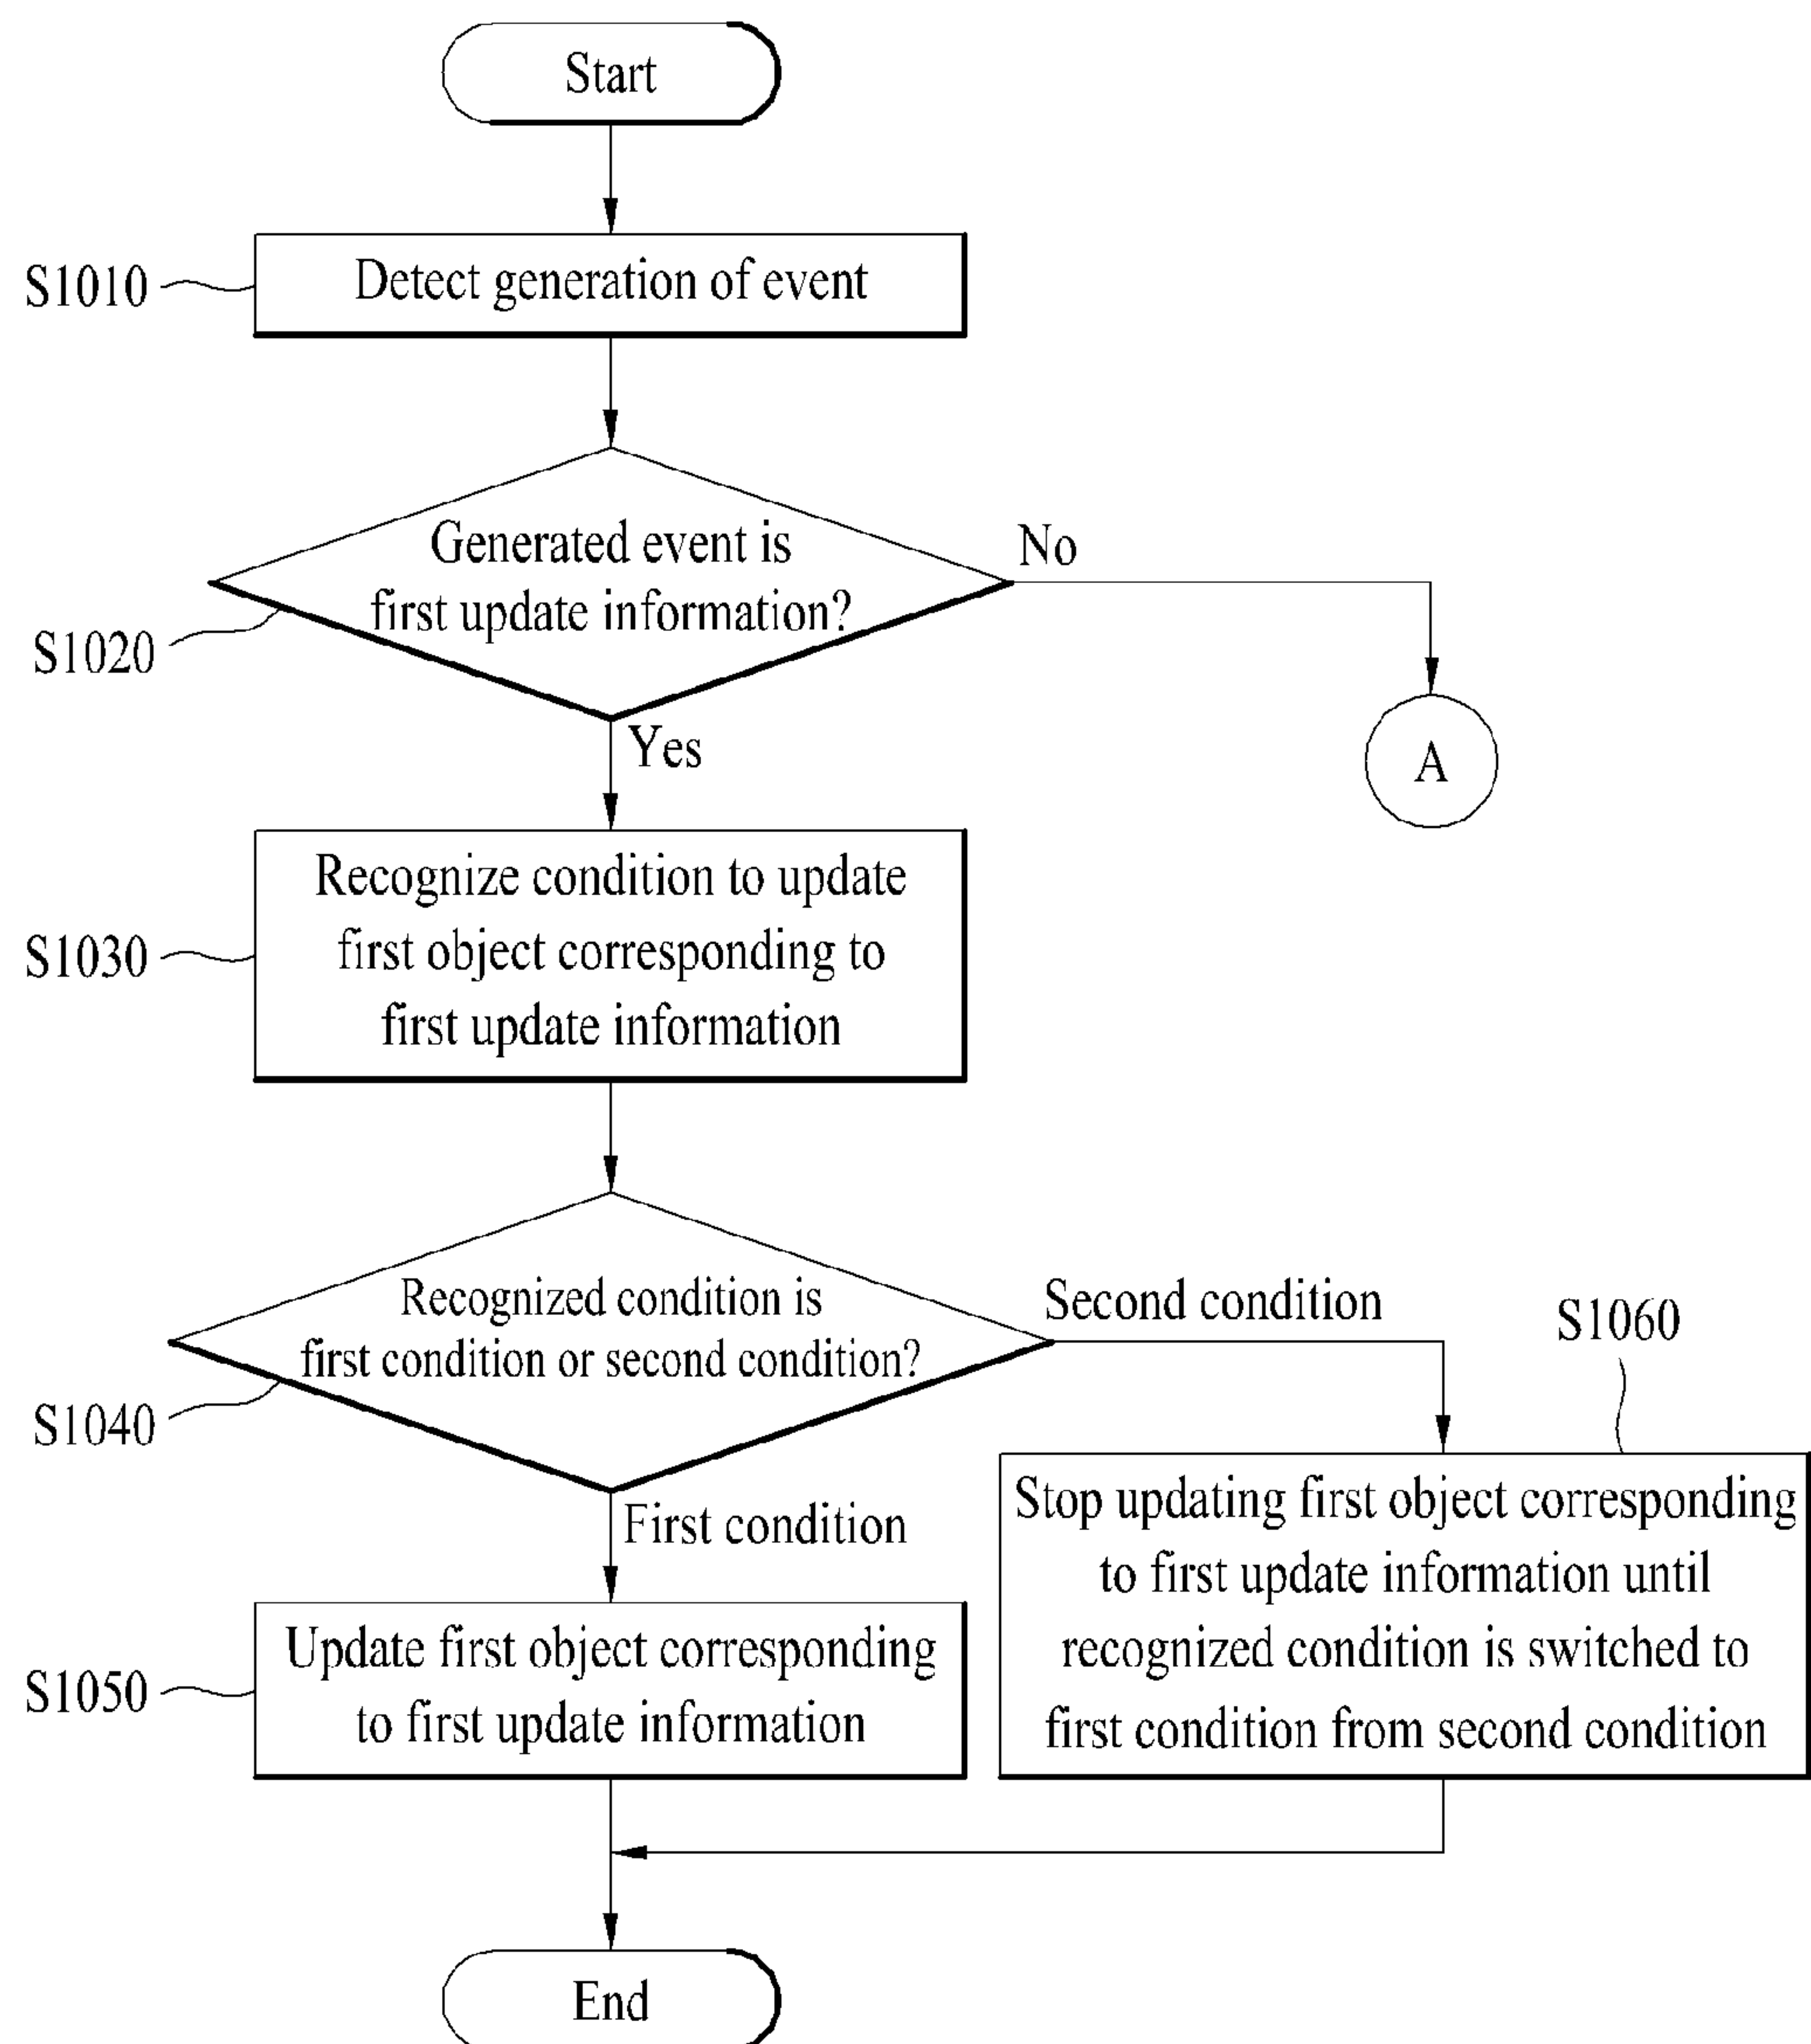 Start
S1010
Detect generation of event
Generated event is
first update information?
No
S1020
Yes
A
Recognize condition to update
first object corresponding to
first update information
S1030
Recognized condition is
first condition or second condition?
Second condition
S1060
S1040
First condition
Stop updating first object corresponding
to first update information until
recognized condition is switched to
first condition from second condition
Update first object corresponding
to first update information
S1050
End